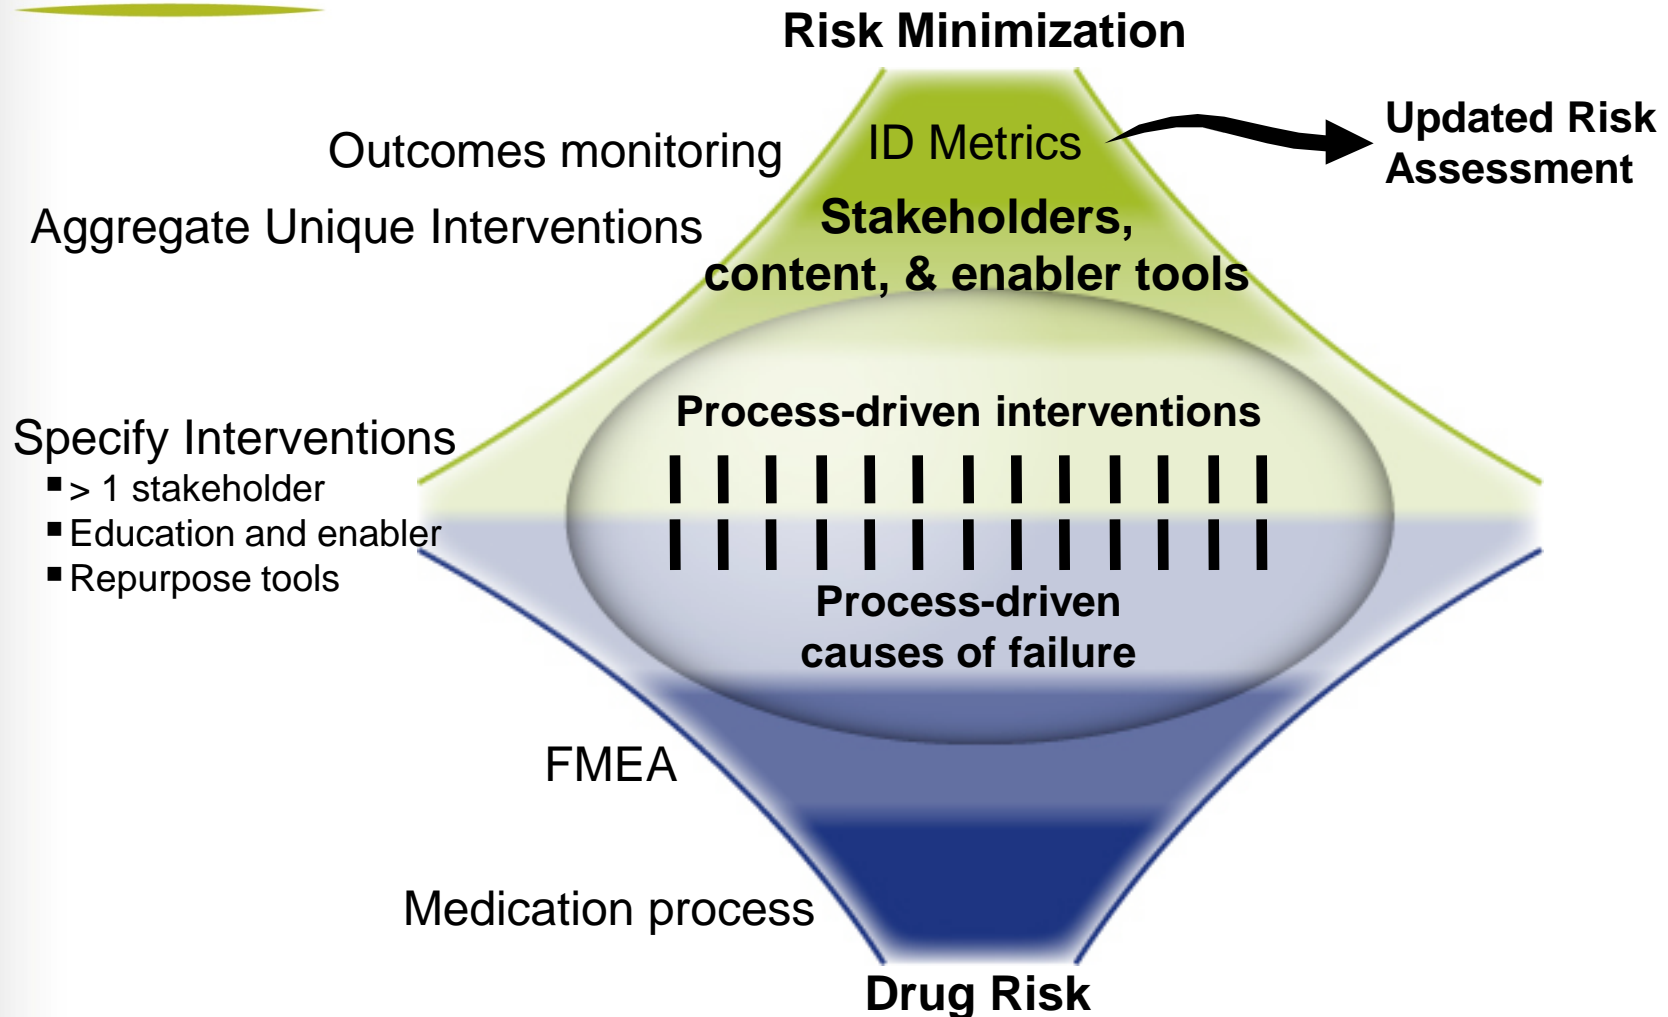 Risk Minimization
Outcomes monitoring
ID Metrics
Updated Risk
Assessment
Aggregate Unique Interventions
Stakeholders,
content, & enabler tools
Process-driven interventions
Specify Interventions
▪ > 1 stakeholder
▪ Education and enabler
▪ Repurpose tools
Process-driven
causes of failure
FMEA
Medication process
Drug Risk